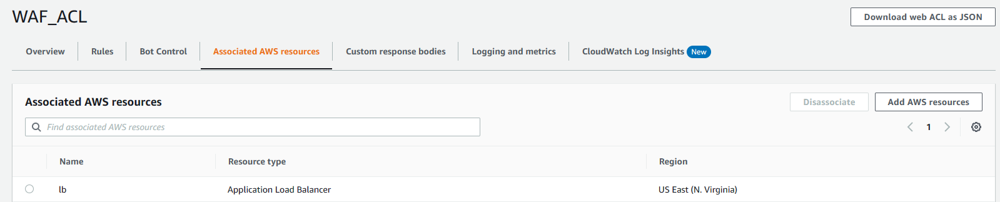 WAF_ACL
Download web ACL as JSON
Overview Rules Bot Control Associated AWS resources Custom response bodies Logging and metrics CloudWatch Log Insights New
Associated AWS resources
Disassociate Add AWS resources
Find associated AWS resources
1
Name Resource type Region
lb Application Load Balancer US East (N. Virginia)